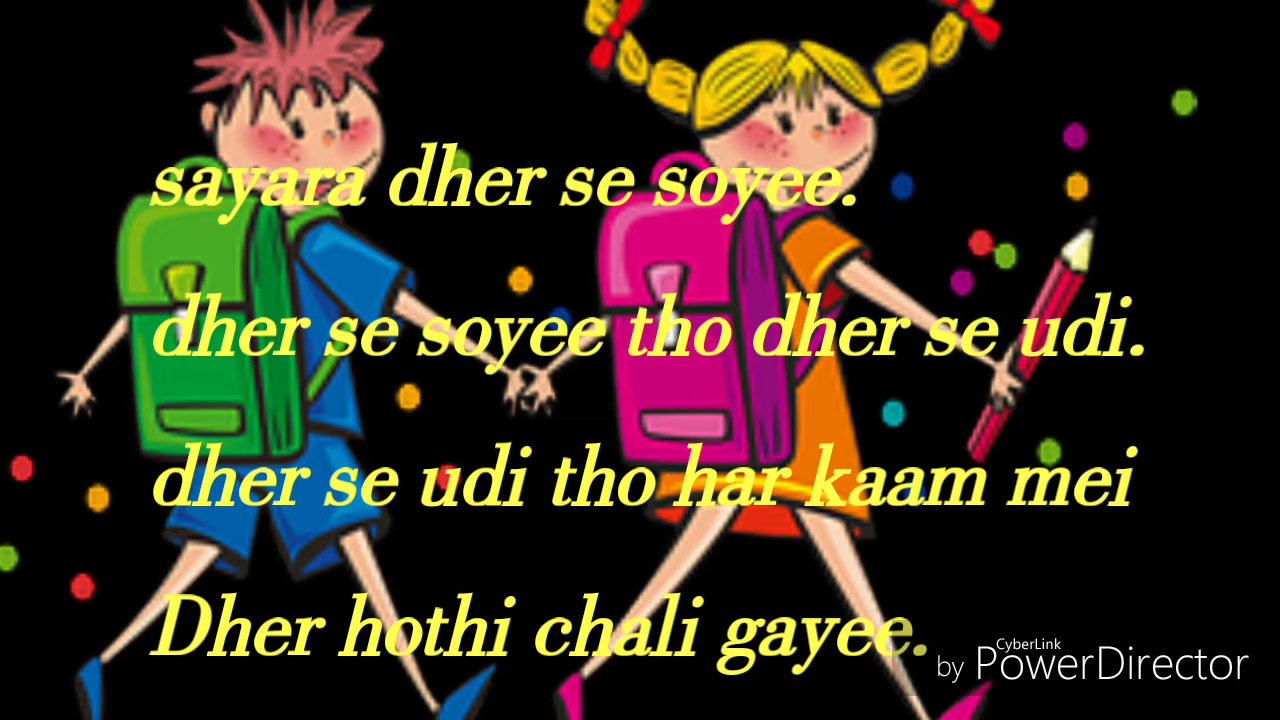 sayara dher se soyee.
dher se soyee tho dher se udi.
dher se udi tho har kaam mei
Dher hothi chali gayee.
CyberLink
by PowerDirector